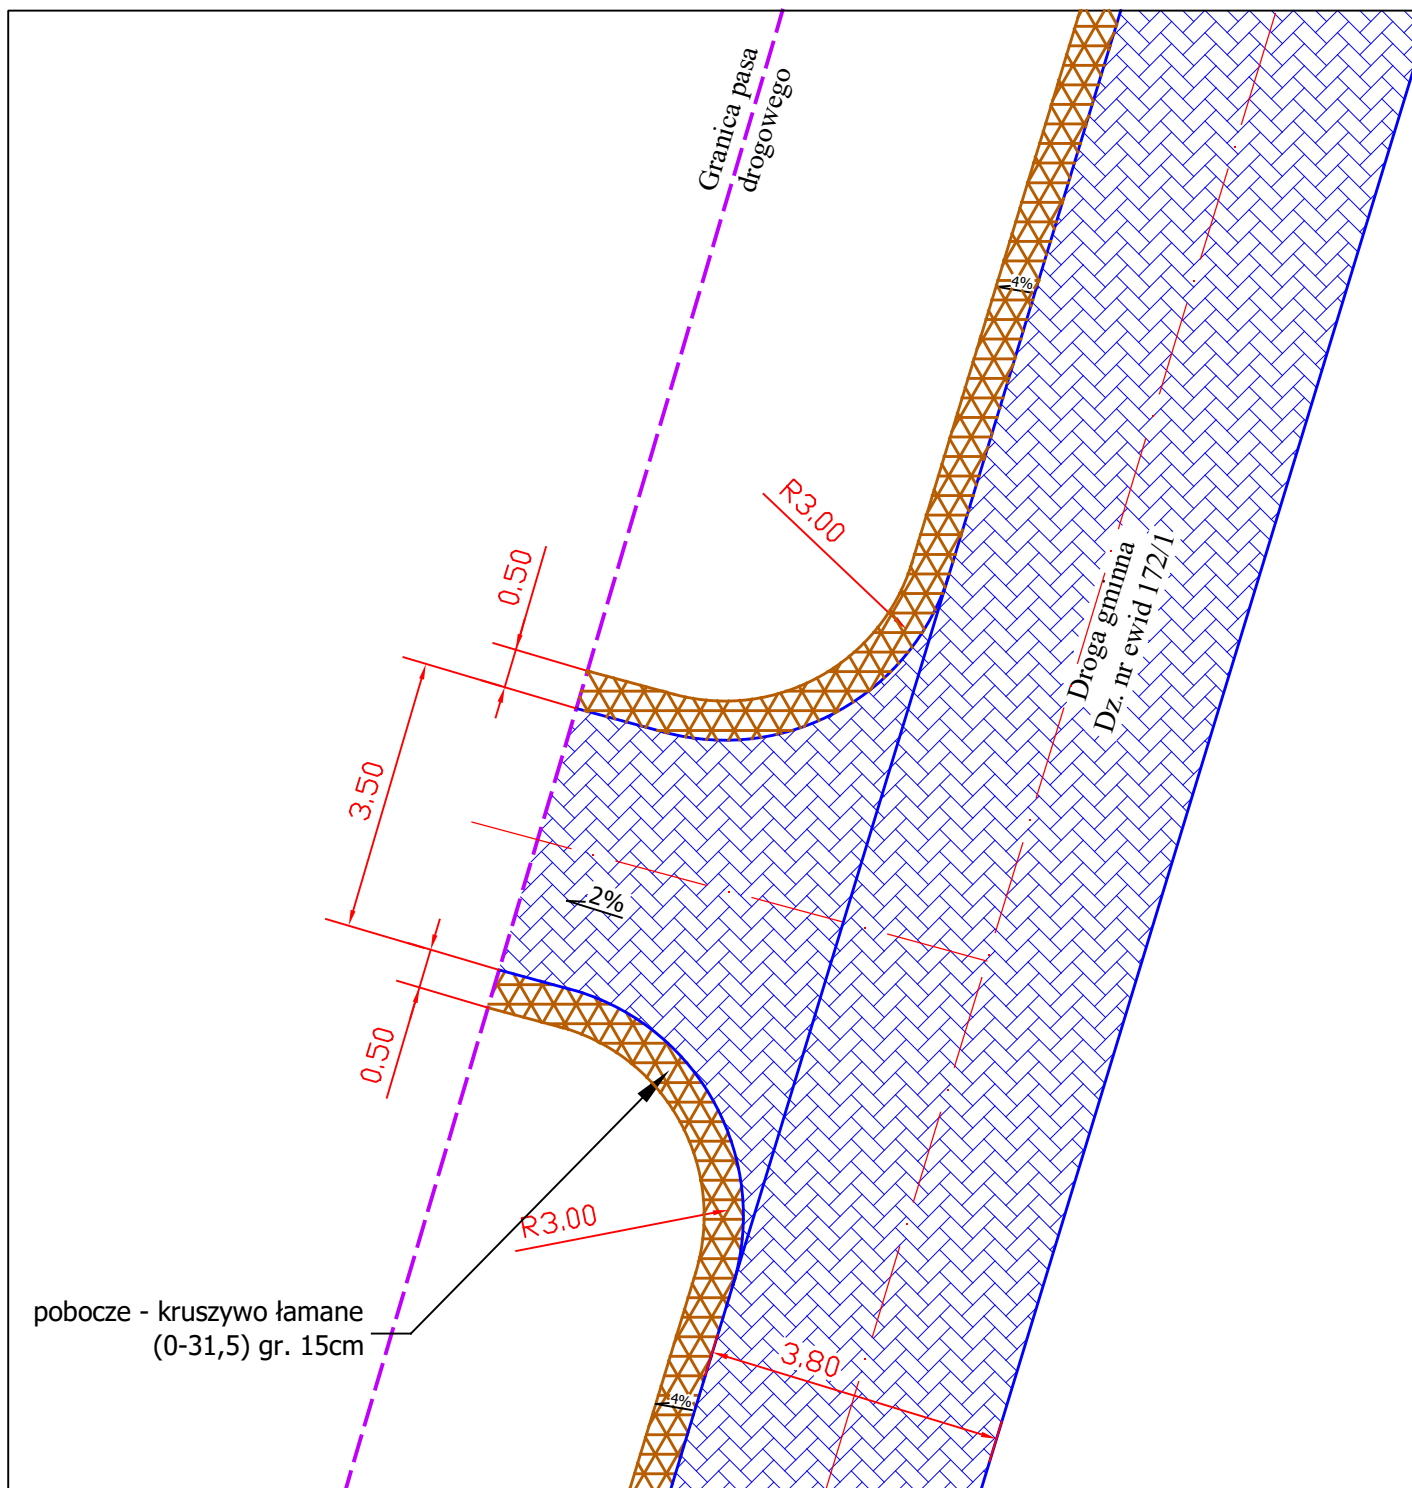 Granica pasa
drogowego
4%
R3.00
0.50
Droga gminna
Dz. nr ewid 172/1
3.50
2%
0.50
R3.00
pobocze - kruszywo łamane
(0-31,5) gr. 15cm
3.80
4%